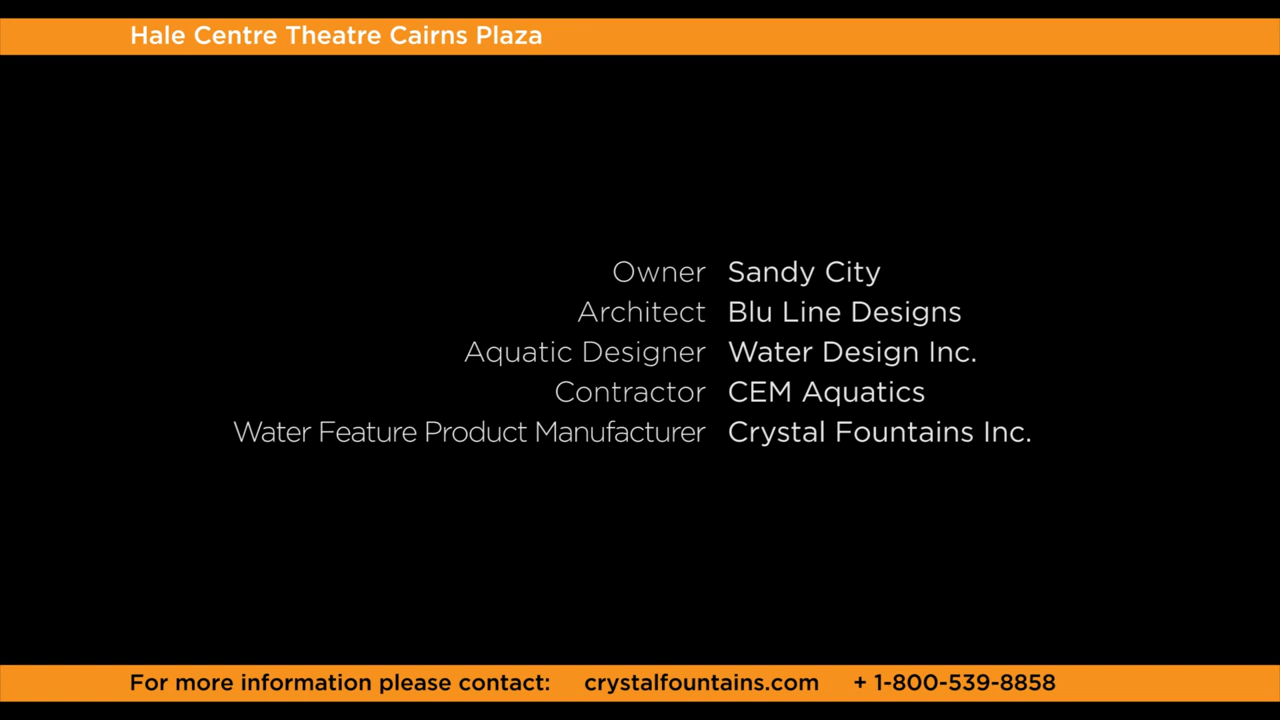 Hale Centre Theatre Cairns Plaza
Owner Sandy City
Architect Blu Line Designs
Aquatic Designer Water Design Inc.
Contractor CEM Aquatics
Water Feature Product Manufacturer Crystal Fountains Inc.
For more information please contact: crystalfountains.com + 1-800-539-8858